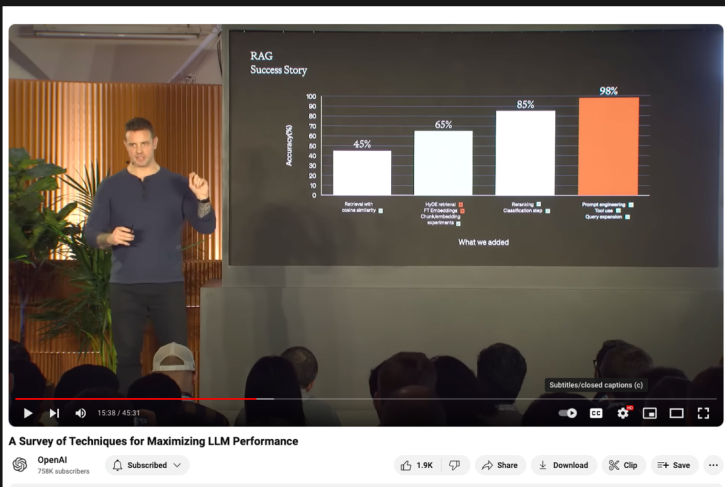 RAG
Success Story
98%
100
90
80
70
60
50
40
30
20
10
0
85%
65%
45%
Accuracy(%)
Retrieval with
cosine similarity
HyDE retrieval
FT Embeddings
Chunk/embedding
experiments
Reranking
Classification step
Prompt engineering
Tool use
Query expansion
What we added
Subtitles/closed captions (c)
15:38 / 45:31
CC
HD
A Survey of Techniques for Maximizing LLM Performance
OpenAI
758K subscribers
Subscribed
1.9K
Share
Download
Clip
Save